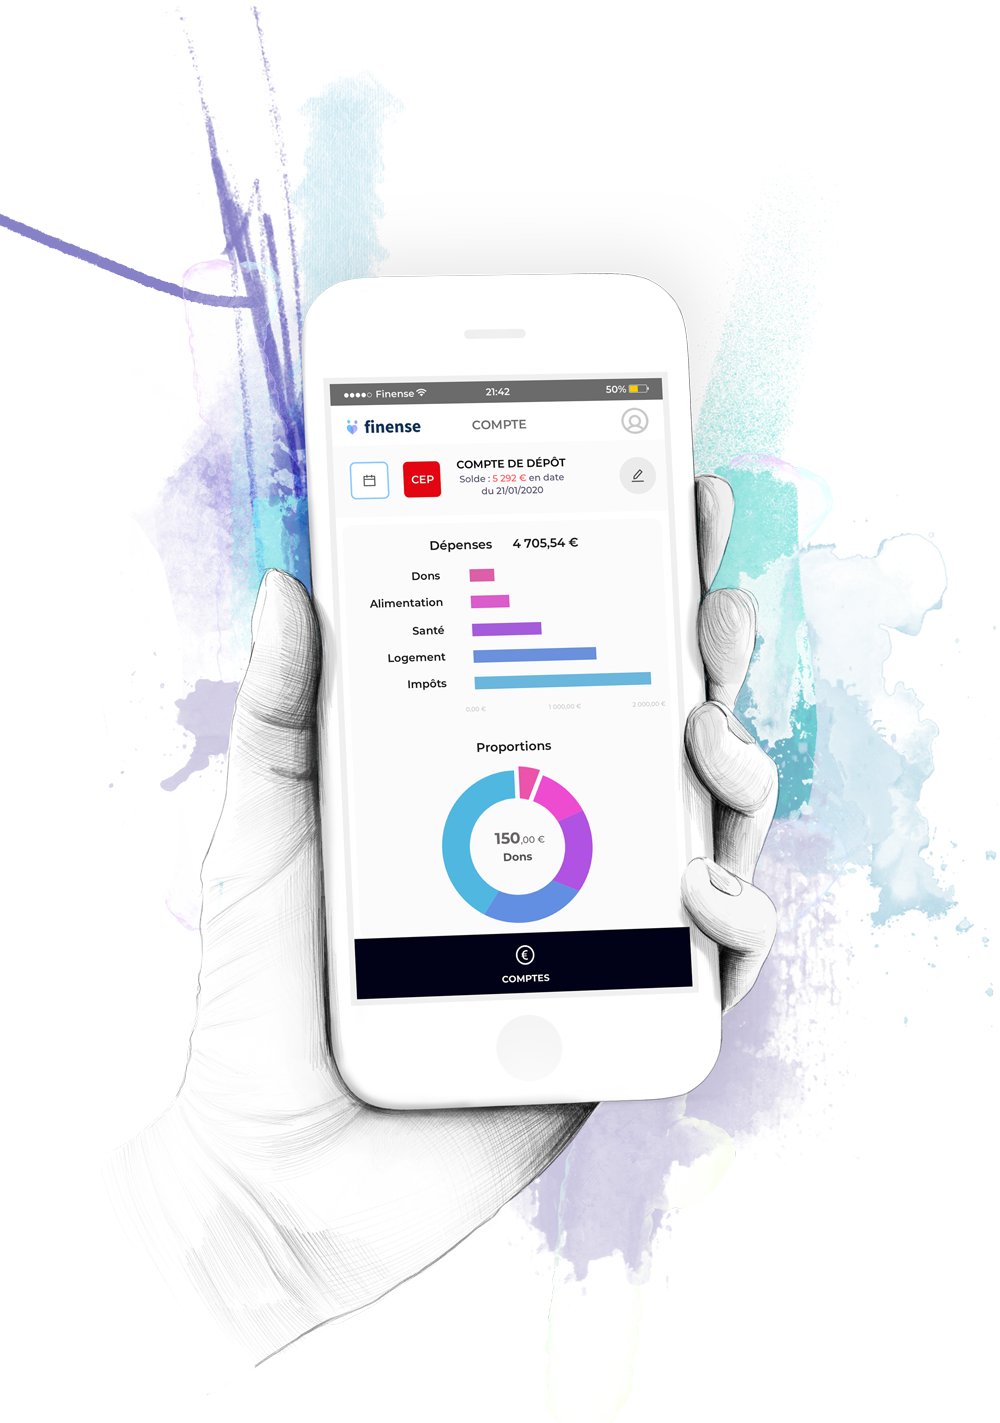 Finense 21:42 50%
finense COMPTE
CEP
COMPTE DE DÉPÔT
Solde : 5 292 € en date
du 21/01/2020
Dépenses 4 705,54 €
Dons
Alimentation
Santé
Logement
Impôts
0,00 € 1 000,00 € 2 000,00 €
Proportions
150,00 €
Dons
€
COMPTES